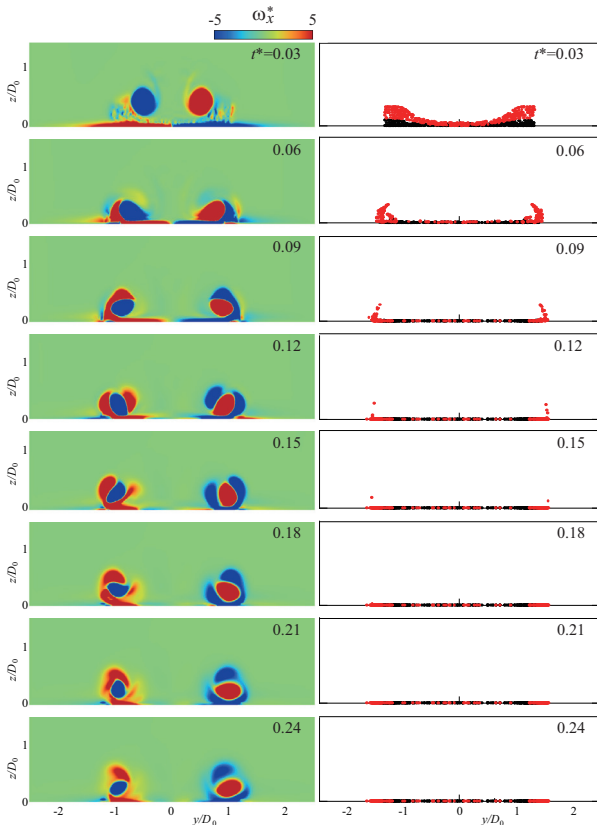 -5 ωₓ* 5
z/D₀ 1 0 t*=0.03 t*=0.03
z/D₀ 1 0 0.06 0.06
z/D₀ 1 0 0.09 0.09
z/D₀ 1 0 0.12 0.12
z/D₀ 1 0 0.15 0.15
z/D₀ 1 0 0.18 0.18
z/D₀ 1 0 0.21 0.21
z/D₀ 1 0 0.24 0.24
-2 -1 0 1 2 -2 -1 0 1 2
y/D₀ y/D₀